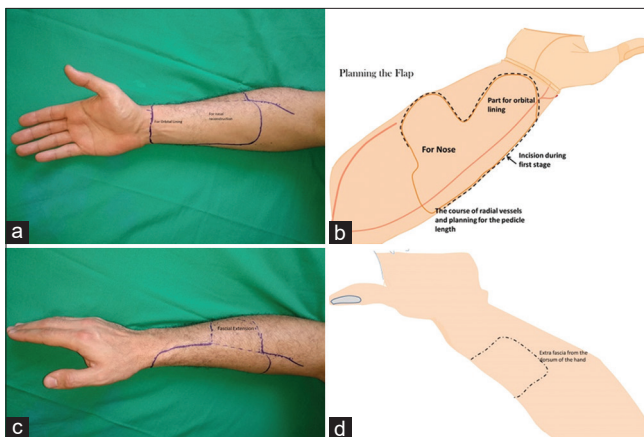 For Orbital Lining
For nasal
reconstruction
a
Planning the Flap
Part for orbital
lining
For Nose
Incision during
first stage
The course of radial vessels
and planning for the pedicle
length
b
Fascial Extension
c
Extra fascia from the
dorsum of the hand
d